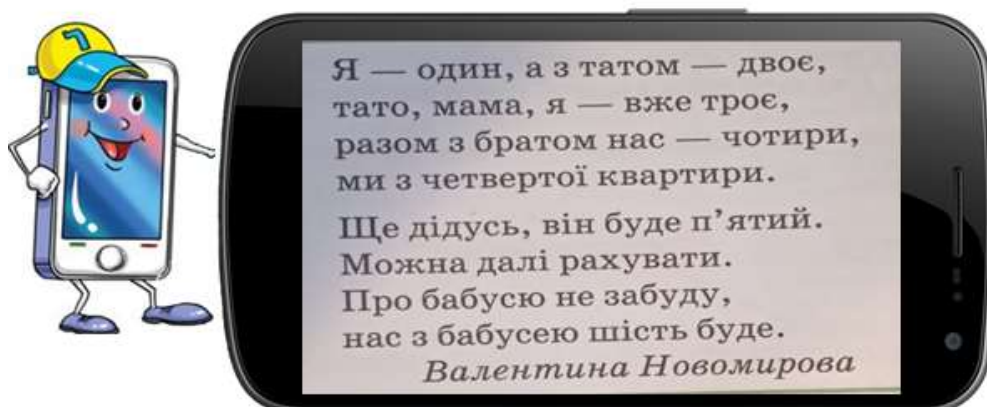 Я — один, а з татом — двоє,
тато, мама, я — вже троє,
разом з братом нас — чотири,
ми з четвертої квартири.
Ще дідусь, він буде п’ятий.
Можна далі рахувати.
Про бабусю не забуду,
нас з бабусею шість буде.
Валентина Новомирова